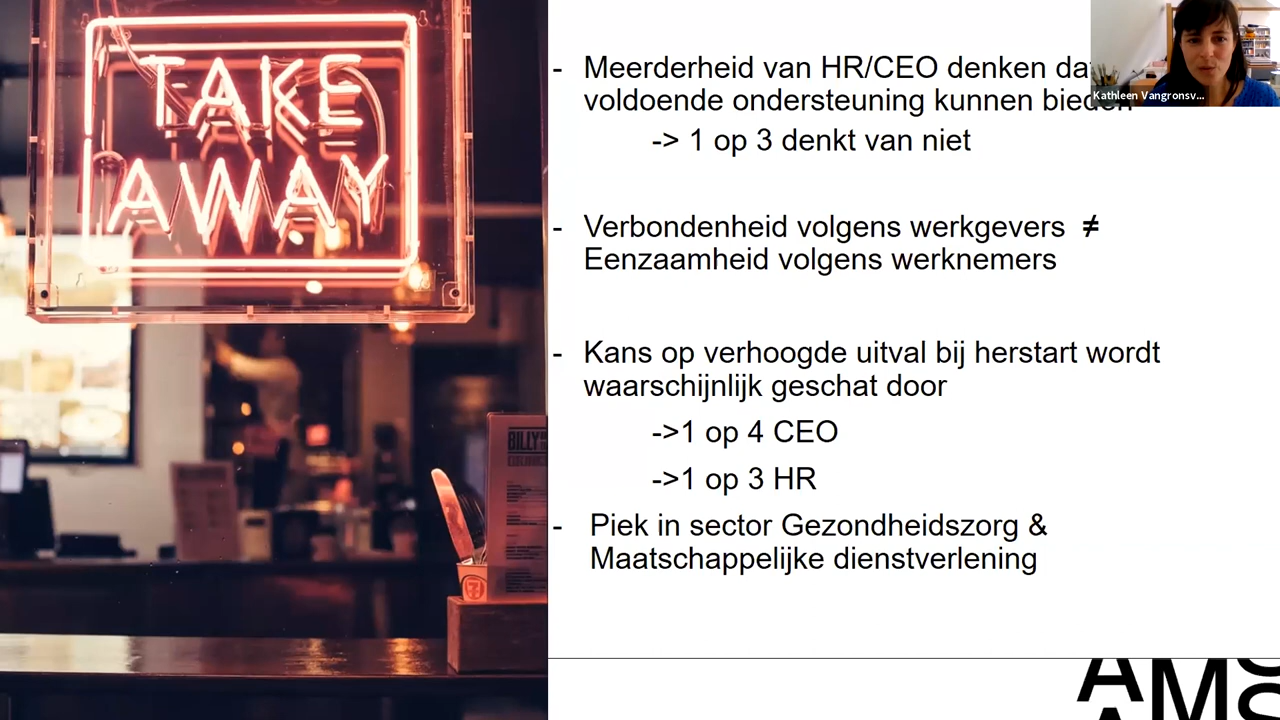 TAKE
AWAY
BILLY
- Meerderheid van HR/CEO denken
voldoende ondersteuning kunnen bieden
-> 1 op 3 denkt van niet
- Verbondenheid volgens werkgevers ≠
Eenzaamheid volgens werknemers
- Kans op verhoogde uitval bij herstart wordt
waarschijnlijk geschat door
->1 op 4 CEO
->1 op 3 HR
- Piek in sector Gezondheidszorg &
Maatschappelijke dienstverlening
Kathleen Vangronsv...
AMS